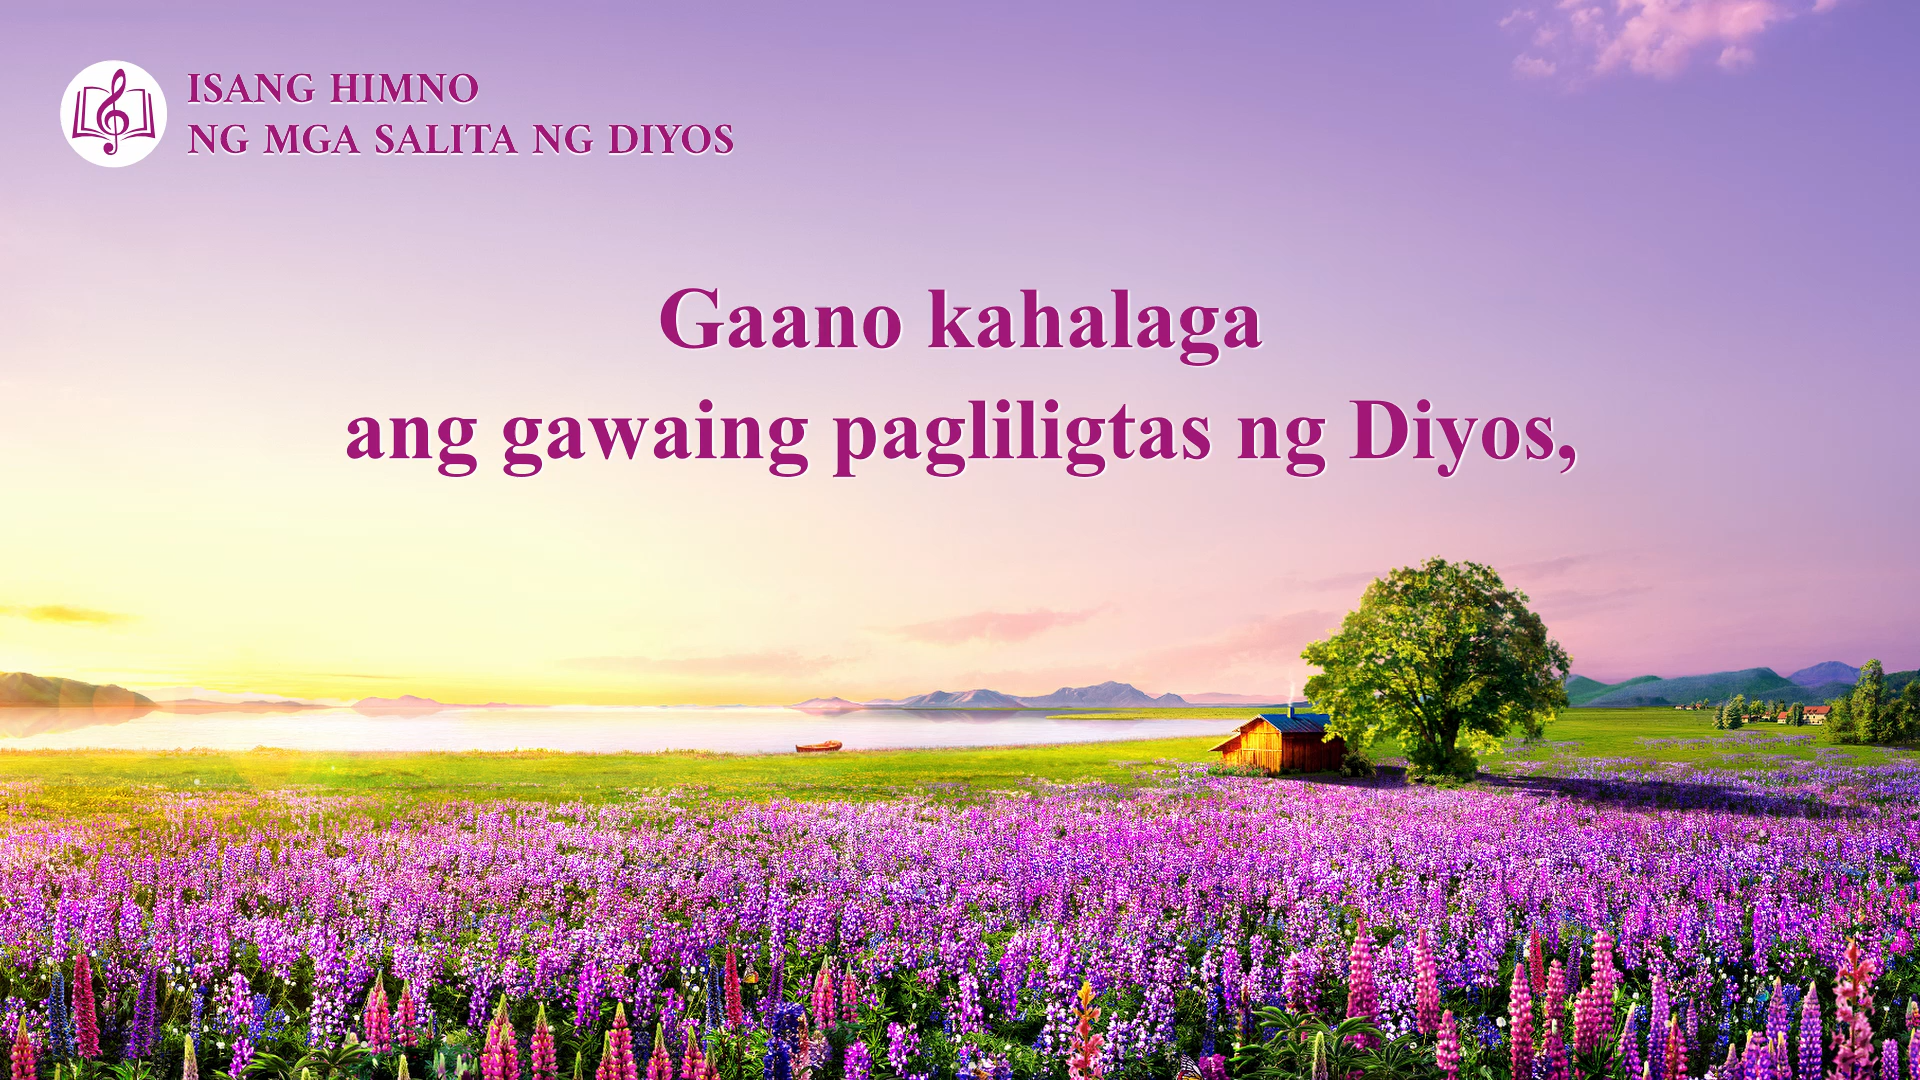 ISANG HIMNO
NG MGA SALITA NG DIYOS
Gaano kahalaga
ang gawaing pagliligtas ng Diyos,